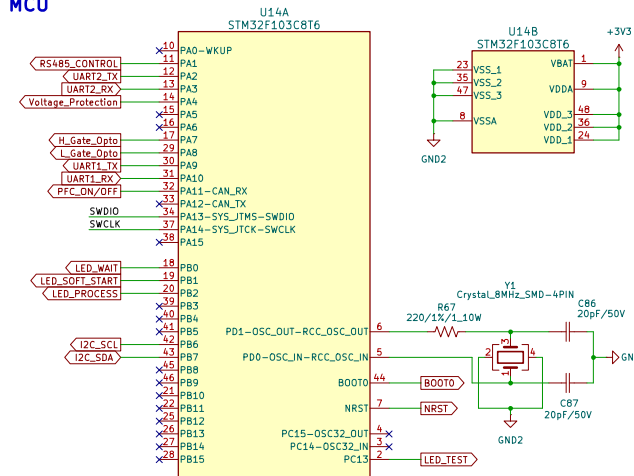 MCU
U14A
STM32F103C8T6
10 PA0-WKUP
RS485_CONTROL 11 PA1
UART2_TX 12 PA2
UART2_RX 13 PA3
Voltage_Protection 14 PA4
15 PA5
16 PA6
H_Gate_Opto 17 PA7
L_Gate_Opto 29 PA8
UART1_TX 30 PA9
UART1_RX 31 PA10
PFC_ON/OFF 32 PA11-CAN_RX
33 PA12-CAN_TX
SWDIO 34 PA13-SYS_JTMS-SWDIO
SWCLK 37 PA14-SYS_JTCK-SWCLK
38 PA15
LED_WAIT 18 PB0
LED_SOFT_START 19 PB1
LED_PROCESS 20 PB2
39 PB3
40 PB4
41 PB5
I2C_SCL 42 PB6
I2C_SDA 43 PB7
45 PB8
46 PB9
21 PB10
22 PB11
25 PB12
26 PB13
27 PB14
28 PB15
PD1-OSC_OUT-RCC_OSC_OUT 6
PD0-OSC_IN-RCC_OSC_IN 5
BOOT0 44 BOOT0
NRST 7 NRST
PC15-OSC32_OUT 4
PC14-OSC32_IN 3
PC13 2 LED_TEST
U14B
STM32F103C8T6
+3V3
23 VSS_1
35 VSS_2
47 VSS_3
8 VSSA
VBAT 1
VDDA 9
VDD_3 48
VDD_2 36
VDD_1 24
GND2
R67
220/1%/1_10W
Y1
Crystal_8MHz_SMD-4PIN
3
2 4
1
C86
20pF/50V
C87
20pF/50V
GND2
GN